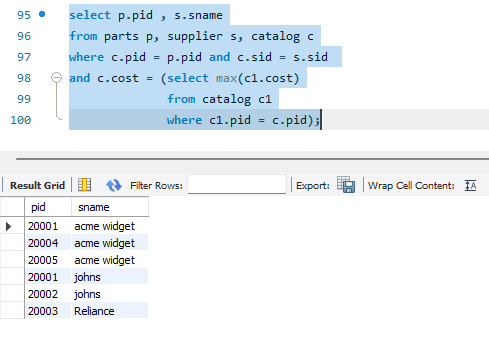 95 select p.pid , s.sname
96 from parts p, supplier s, catalog c
97 where c.pid = p.pid and c.sid = s.sid
98 and c.cost = (select max(c1.cost)
99 from catalog c1
100 where c1.pid = c.pid);
Result Grid Filter Rows: Export: Wrap Cell Content: IA
pid sname
20001 acme widget
20004 acme widget
20005 acme widget
20001 johns
20002 johns
20003 Reliance